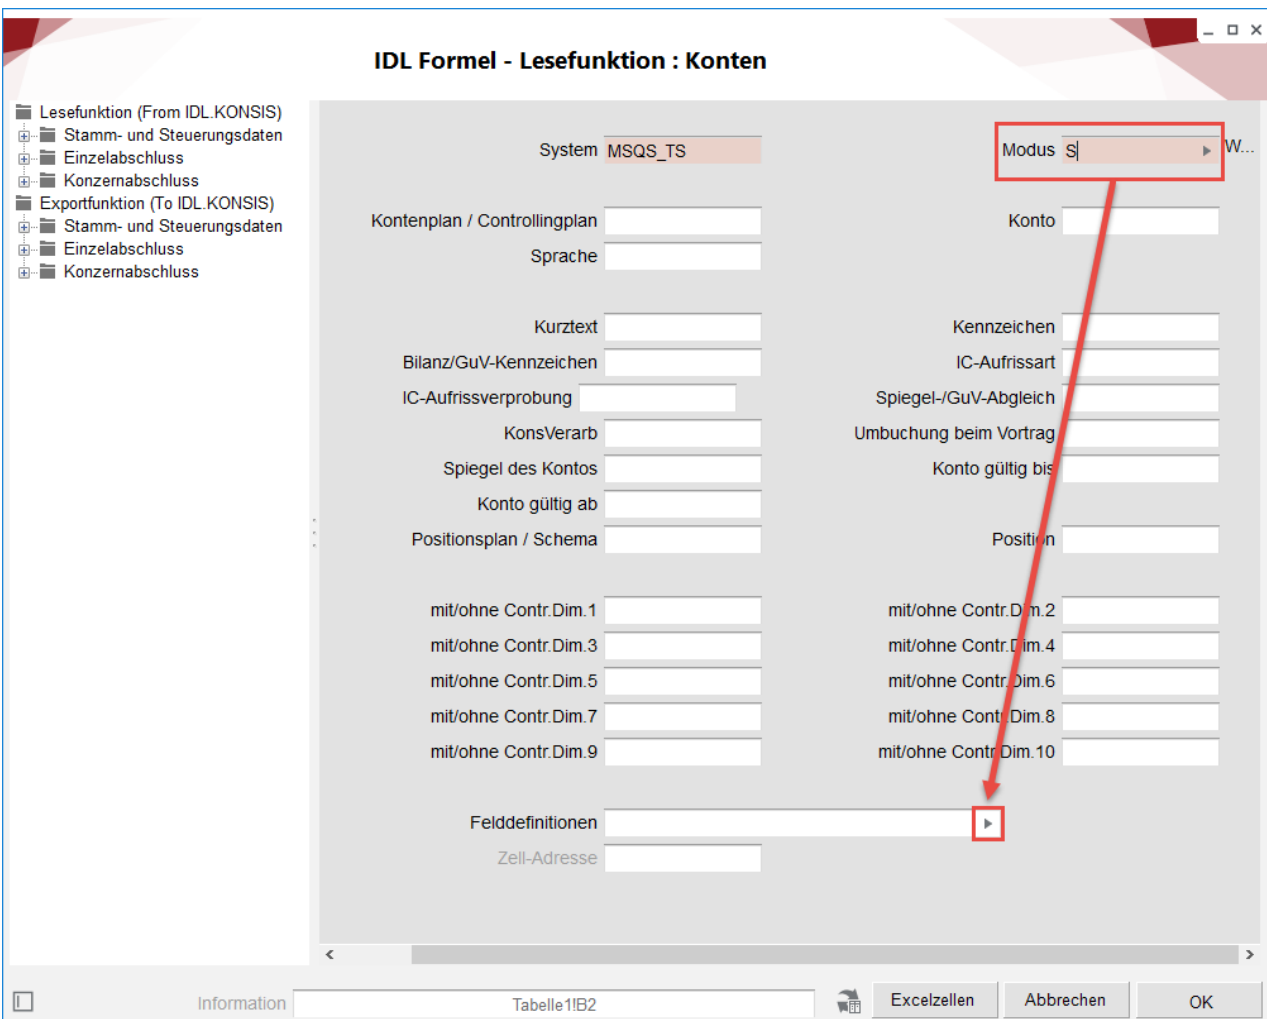 IDL Formel - Lesefunktion : Konten
Lesefunktion (From IDL.KONSIS)
Stamm- und Steuerungsdaten
Einzelabschluss
Konzernabschluss
Exportfunktion (To IDL.KONSIS)
Stamm- und Steuerungsdaten
Einzelabschluss
Konzernabschluss
System MSQS_TS Modus S W...
Kontenplan / Controllingplan Konto
Sprache
Kurztext Kennzeichen
Bilanz/GuV-Kennzeichen IC-Aufrissart
IC-Aufrissverprobung Spiegel-/GuV-Abgleich
KonsVerarb Umbuchung beim Vortrag
Spiegel des Kontos Konto gültig bis
Konto gültig ab
Positionsplan / Schema Position
mit/ohne Contr.Dim.1 mit/ohne Contr.Dim.2
mit/ohne Contr.Dim.3 mit/ohne Contr.Dim.4
mit/ohne Contr.Dim.5 mit/ohne Contr.Dim.6
mit/ohne Contr.Dim.7 mit/ohne Contr.Dim.8
mit/ohne Contr.Dim.9 mit/ohne Contr.Dim.10
Felddefinitionen
Zell-Adresse
Information Tabelle1!B2 Excelzellen Abbrechen OK